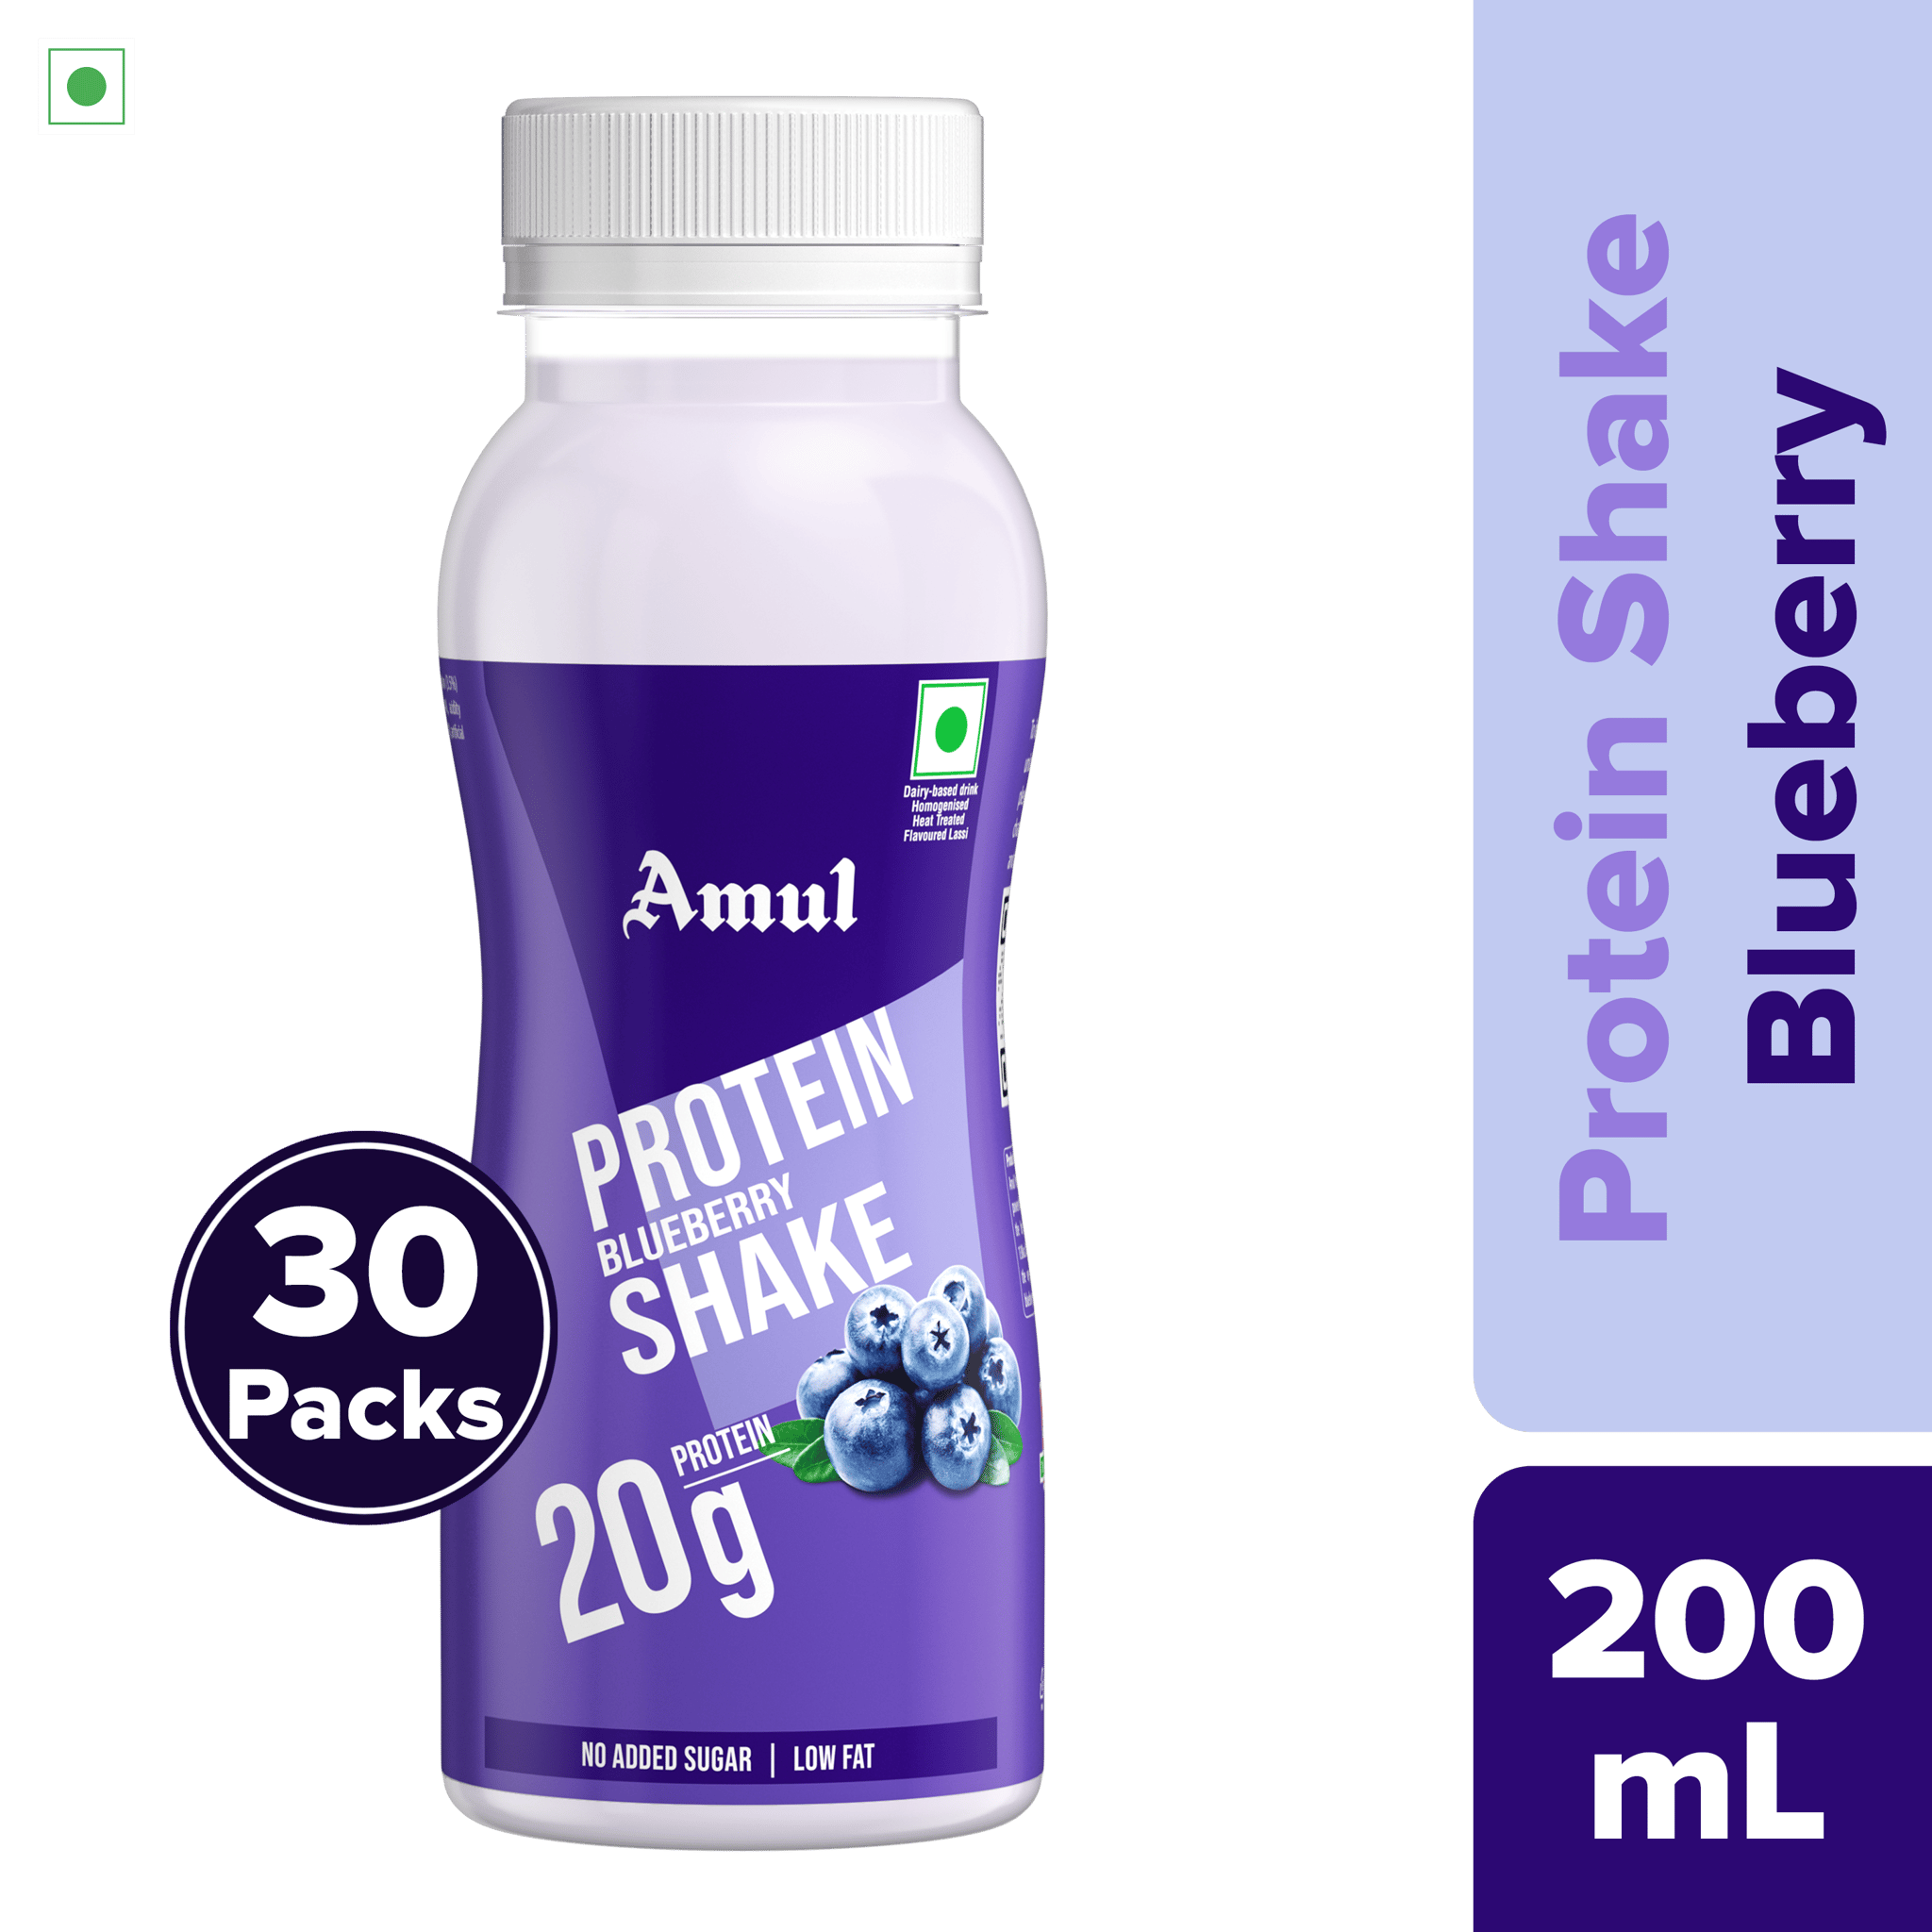 Amul
Dairy-based drink
Homogenised
Heat Treated
Flavoured Lassi
PROTEIN
BLUEBERRY
SHAKE
PROTEIN
20g
NO ADDED SUGAR | LOW FAT
30
Packs
Protein Shake
Blueberry
200
mL